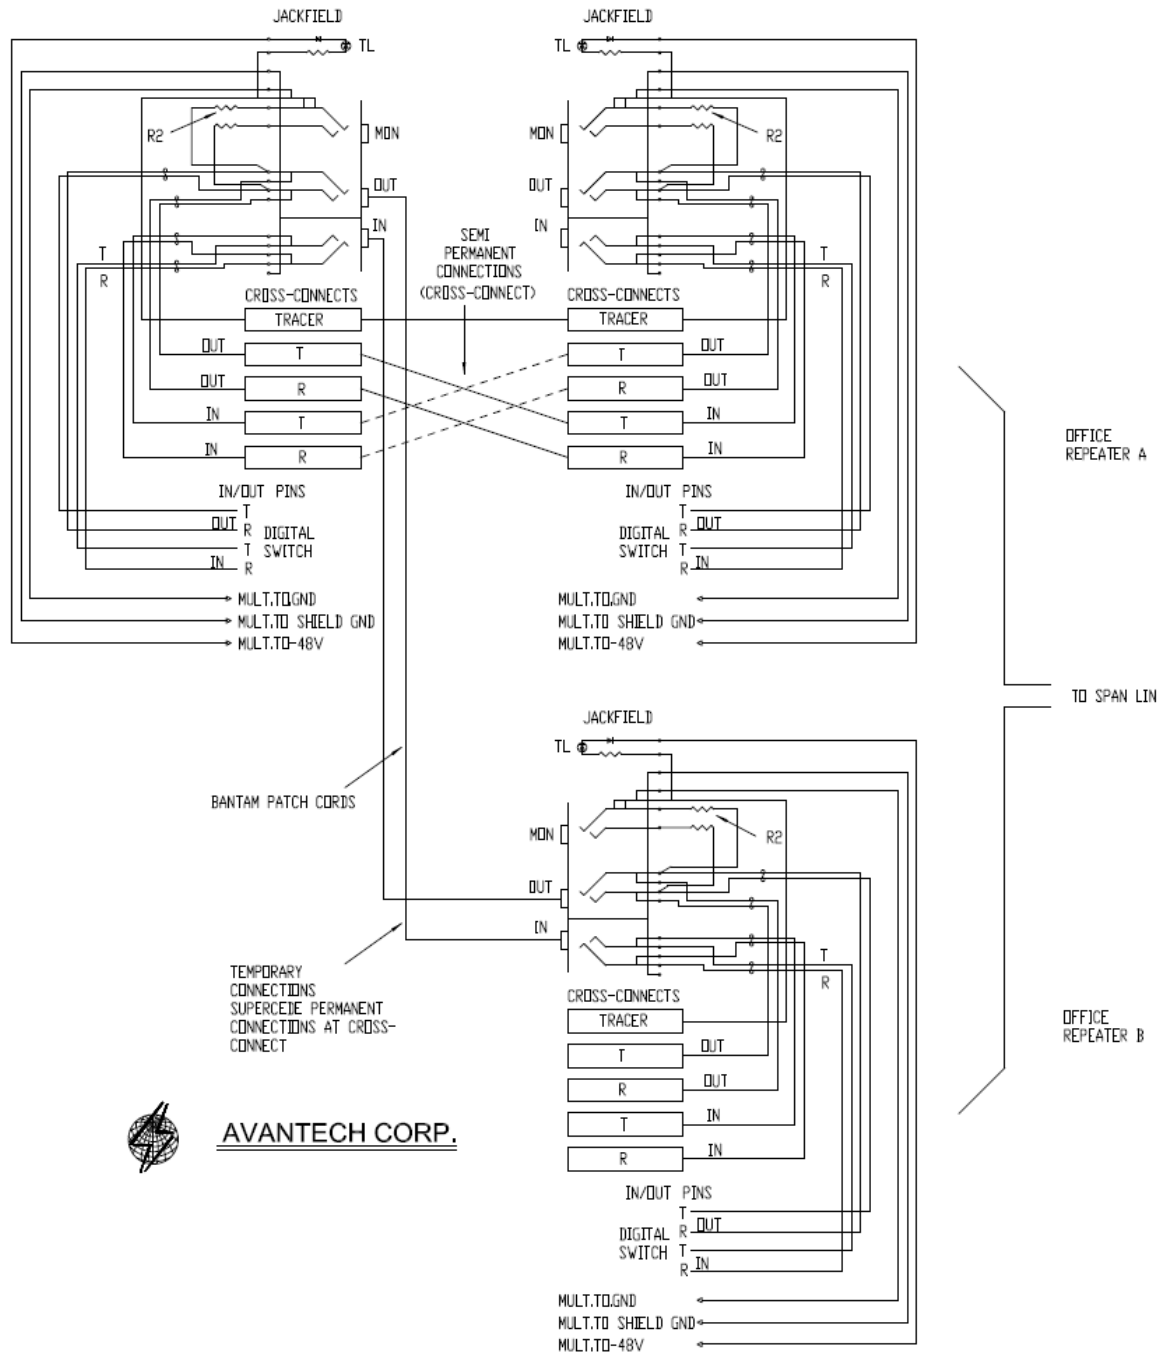 JACKFIELD
TL
R2
MON
OUT
IN
T
R
CROSS-CONNECTS
TRACER
OUT T
OUT R
IN T
IN R
IN/OUT PINS
T
OUT R
DIGITAL
SWITCH
T
IN R
MULT.TO.GND
MULT.TO SHIELD GND
MULT.TO-48V
SEMI
PERMANENT
CONNECTIONS
(CROSS-CONNECT)
JACKFIELD
TL
R2
MON
OUT
IN
T
R
CROSS-CONNECTS
TRACER
T OUT
R OUT
T IN
R IN
IN/OUT PINS
T
R OUT
DIGITAL
SWITCH
T
R IN
MULT.TO.GND
MULT.TO SHIELD GND
MULT.TO-48V
OFFICE
REPEATER A
TO SPAN LIN
JACKFIELD
TL
BANTAM PATCH CORDS
MON
R2
OUT
IN
T
R
TEMPORARY
CONNECTIONS
SUPERCEDE PERMANENT
CONNECTIONS AT CROSS-
CONNECT
CROSS-CONNECTS
TRACER
T OUT
R OUT
T IN
R IN
OFFICE
REPEATER B
AVANTECH CORP.
IN/OUT PINS
T
R OUT
DIGITAL
SWITCH
T
R IN
MULT.TO.GND
MULT.TO SHIELD GND
MULT.TO-48V